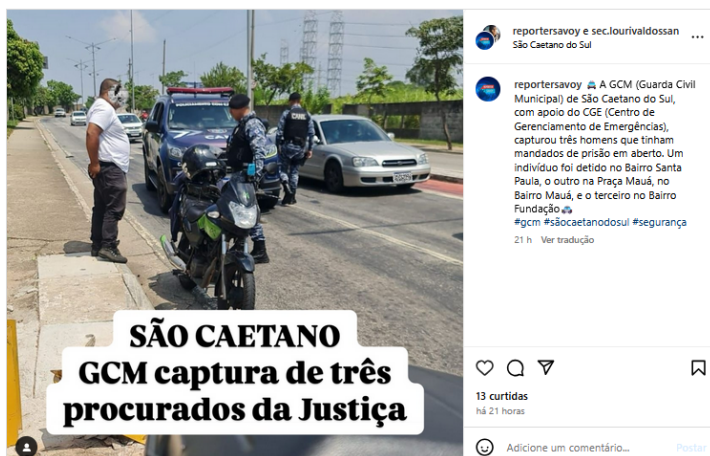 reportersavoy e sec.lourivaldossan
São Caetano do Sul
reportersavoy 🚔 A GCM (Guarda Civil
Municipal) de São Caetano do Sul,
com apoio do CGE (Centro de
Gerenciamento de Emergências),
capturou três homens que tinham
mandados de prisão em aberto. Um
indivíduo foi detido no Bairro Santa
Paula, o outro na Praça Mauá, no
Bairro Mauá, e o terceiro no Bairro
Fundação🚓
#gcm #sãocaetanodosul #segurança
21 h Ver tradução
SÃO CAETANO
GCM captura de três
procurados da Justiça
13 curtidas
há 21 horas
Adicione um comentário...
Postar